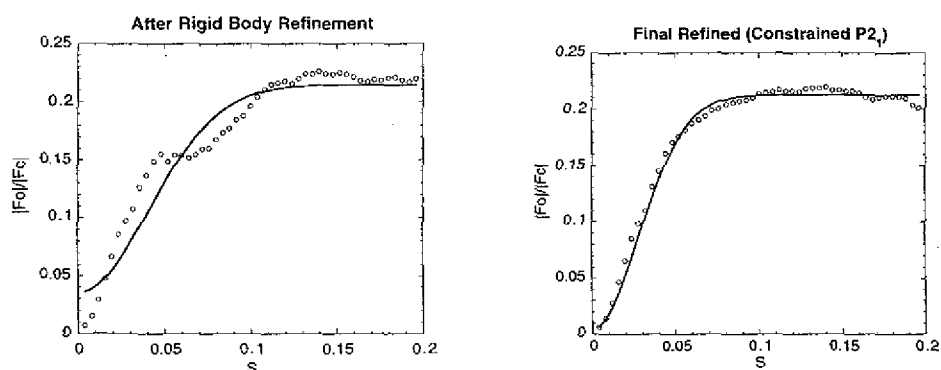 After Rigid Body Refinement
0.25
0.2
0.15
0.1
0.05
0
|Fo|/|Fc|
0 0.05 0.1 0.15 0.2
S
Final Refined (Constrained P2₁)
0.25
0.2
0.15
0.1
0.05
0
|Fo|/|Fc|
0 0.05 0.1 0.15 0.2
S